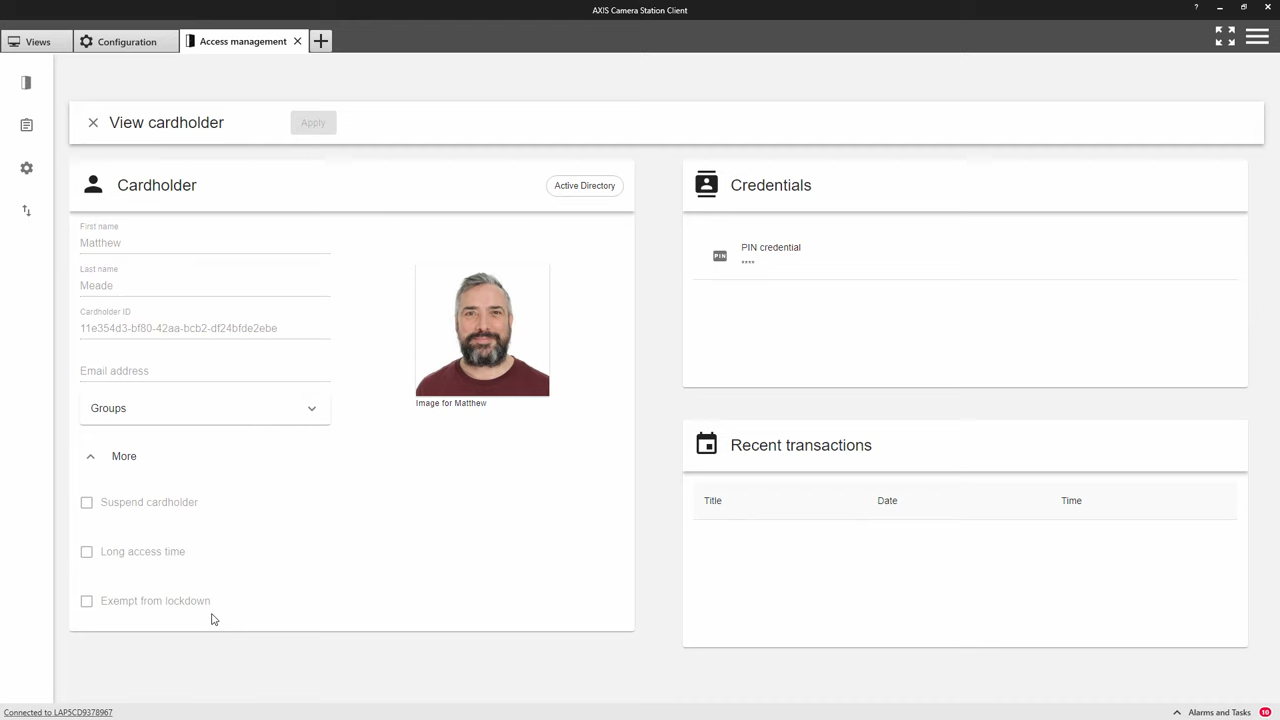 AXIS Camera Station Client
?
Views
Configuration
Access management
View cardholder
Apply
Cardholder
Active Directory
First name
Matthew
Last name
Meade
Cardholder ID
11e354d3-bf80-42aa-bcb2-df24bfde2ebe
Email address
Groups
More
Suspend cardholder
Long access time
Exempt from lockdown
Image for Matthew
Credentials
PIN
PIN credential
****
Recent transactions
Title Date Time
Connected to LAP5CD9378967
Alarms and Tasks 10